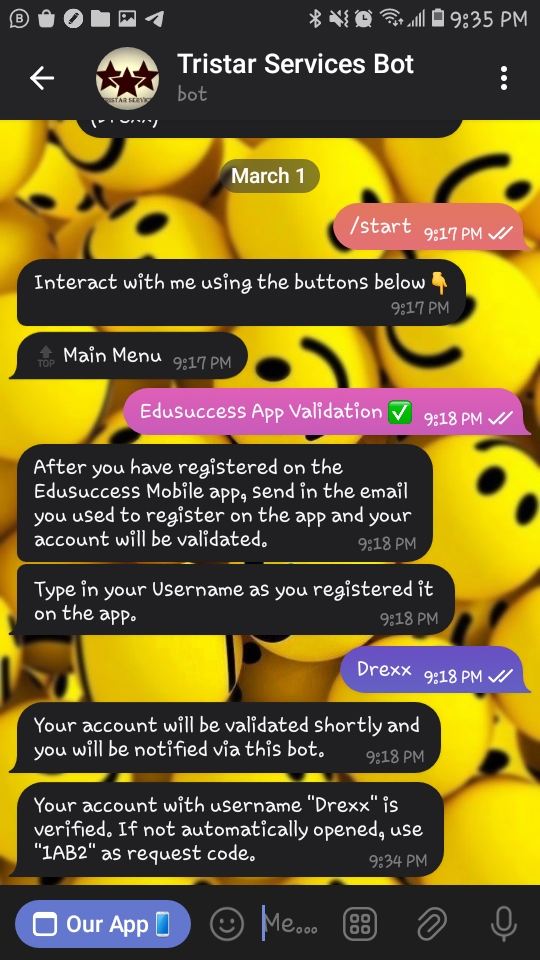 9:35 PM
Tristar Services Bot
bot
March 1
/start 9:17 PM
Interact with me using the buttons below👇
9:17 PM
TOP Main Menu 9:17 PM
Edusuccess App Validation ✅ 9:18 PM
After you have registered on the
Edusuccess Mobile app, send in the email
you used to register on the app and your
account will be validated. 9:18 PM
Type in your Username as you registered it
on the app. 9:18 PM
Drexx 9:18 PM
Your account will be validated shortly and
you will be notified via this bot. 9:18 PM
Your account with username "Drexx" is
verified. If not automatically opened, use
"1AB2" as request code. 9:34 PM
Our App📱 Me...